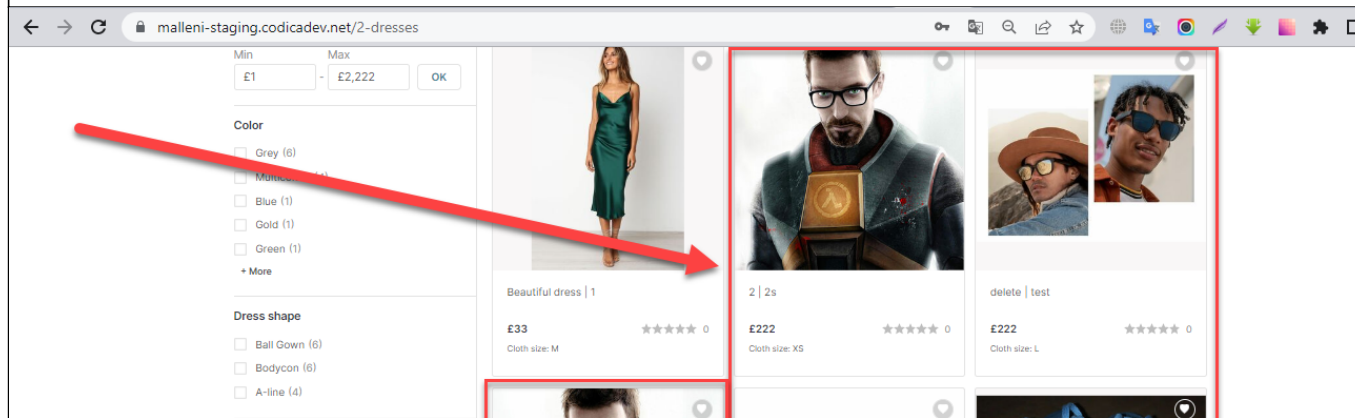 malleni-staging.codicadev.net/2-dresses
Min
Max
£1
-
£2,222
OK
Color
Grey (6)
Blue (1)
Gold (1)
Green (1)
+ More
Dress shape
Ball Gown (6)
Bodycon (6)
A-line (4)
Beautiful dress | 1
£33
0
Cloth size: M
2 | 2s
£222
0
Cloth size: XS
delete | test
£222
0
Cloth size: L